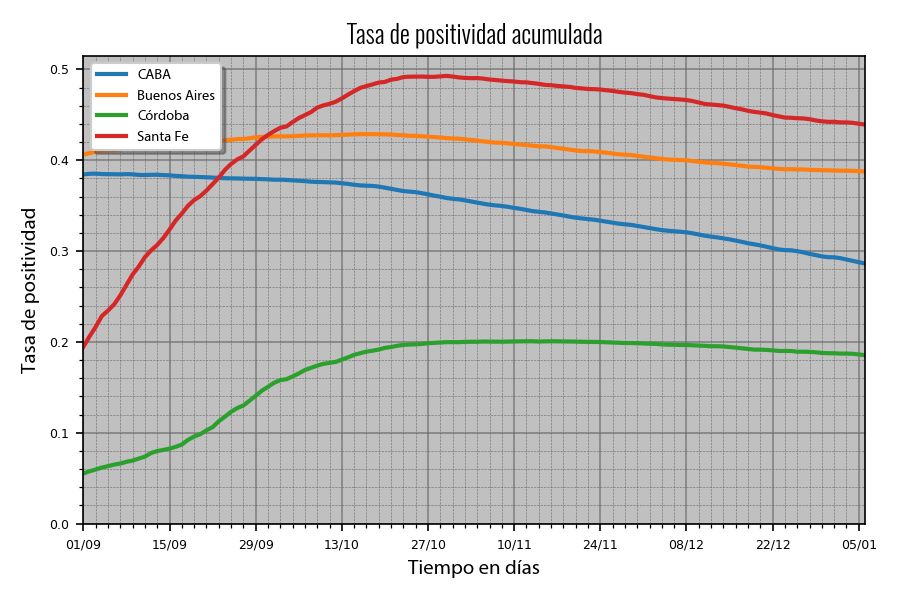 Tasa de positividad acumulada
CABA
Buenos Aires
Córdoba
Santa Fe
Tasa de positividad
0.5
0.4
0.3
0.2
0.1
0.0
01/09 15/09 29/09 13/10 27/10 10/11 24/11 08/12 22/12 05/01
Tiempo en días